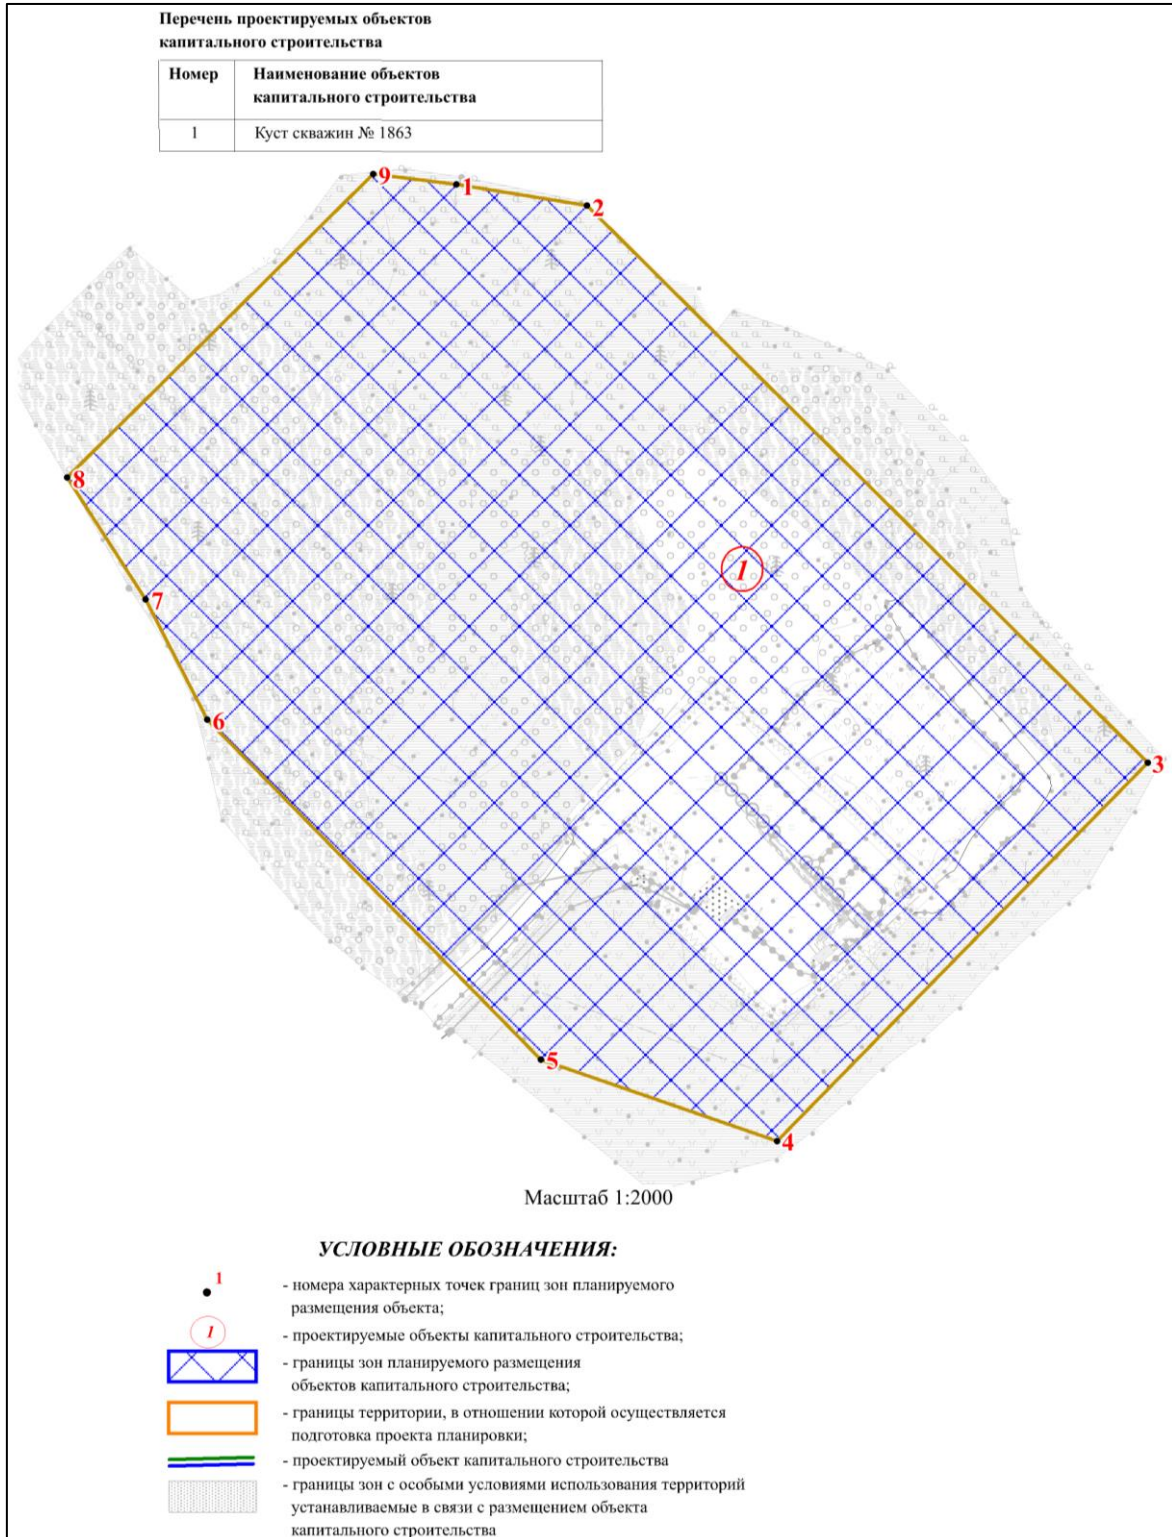 Перечень проектируемых объектов
капитального строительства
Номер Наименование объектов
капитального строительства
1 Куст скважин № 1863
9
1
2
8
1
7
6
3
5
4
Масштаб 1:2000
УСЛОВНЫЕ ОБОЗНАЧЕНИЯ:
1
- номера характерных точек границ зон планируемого
размещения объекта;
1 - проектируемые объекты капитального строительства;
- границы зон планируемого размещения
объектов капитального строительства;
- границы территории, в отношении которой осуществляется
подготовка проекта планировки;
- проектируемый объект капитального строительства
- границы зон с особыми условиями использования территорий
устанавливаемые в связи с размещением объекта
капитального строительства